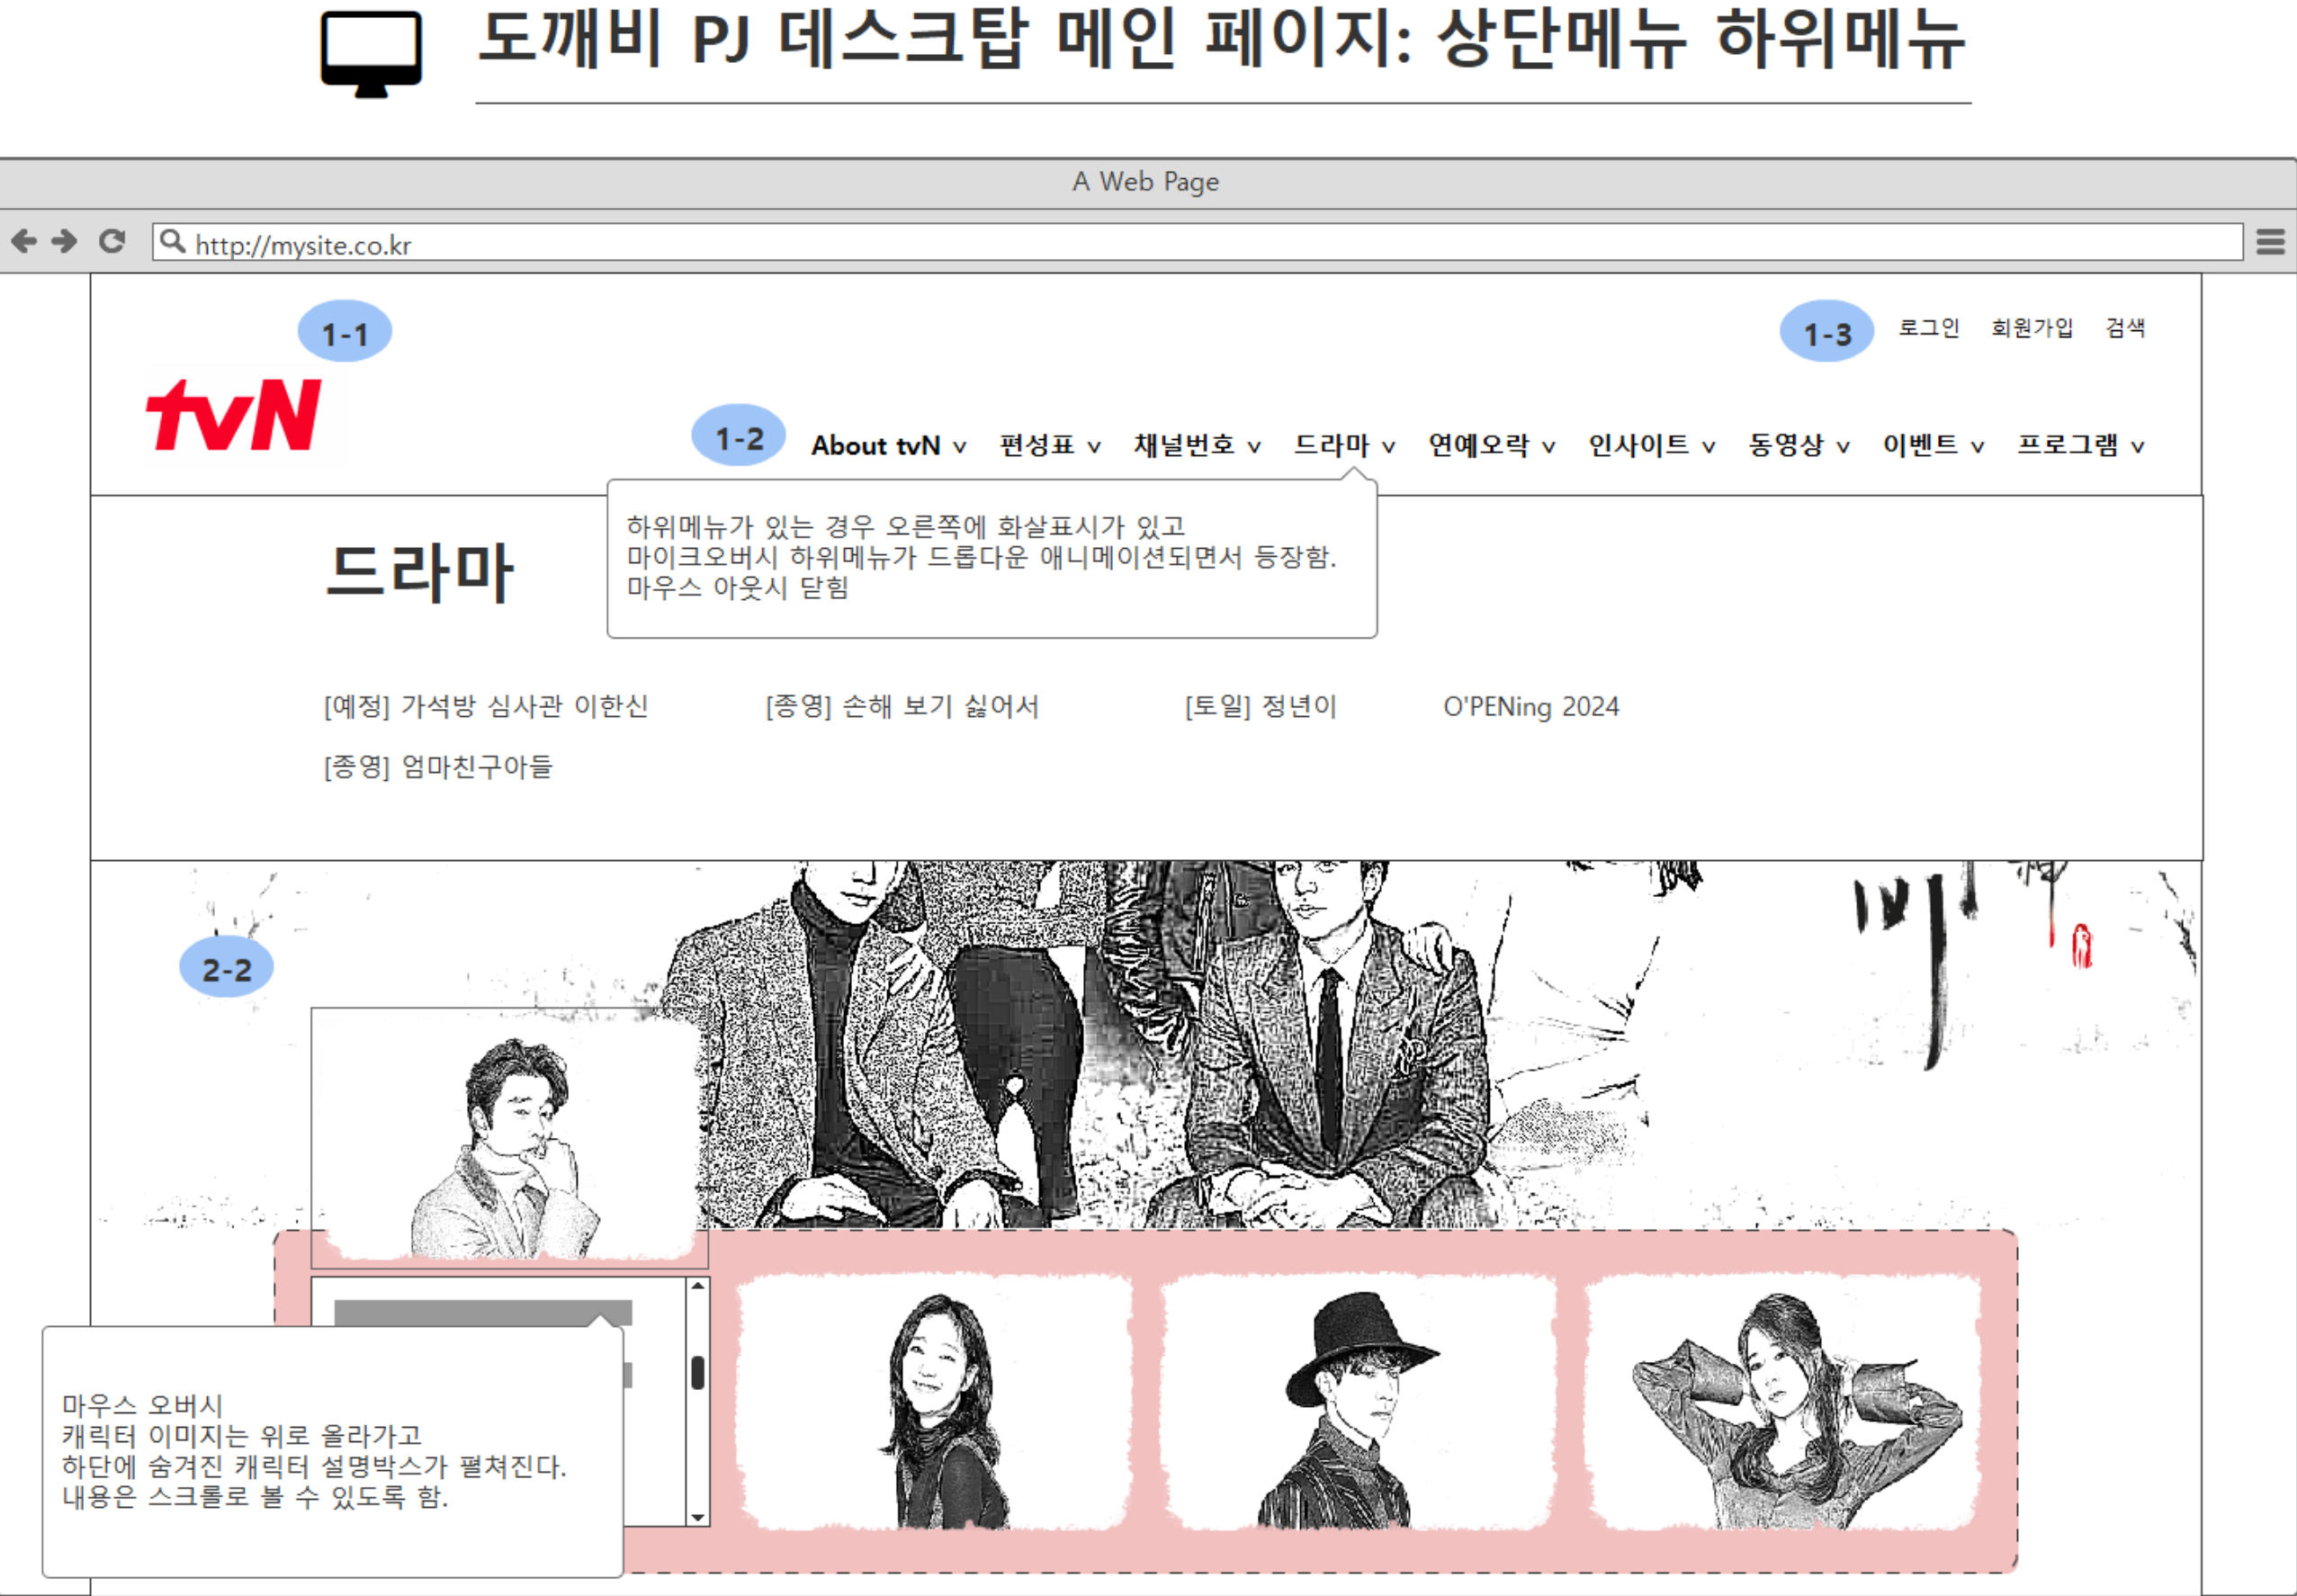 도깨비 PJ 데스크탑 메인 페이지: 상단메뉴 하위메뉴
A Web Page
http://mysite.co.kr
1-1
1-3 로그인 회원가입 검색
tvN
1-2 About tvN ∨ 편성표 ∨ 채널번호 ∨ 드라마 ∨ 연예오락 ∨ 인사이트 ∨ 동영상 ∨ 이벤트 ∨ 프로그램 ∨
하위메뉴가 있는 경우 오른쪽에 화살표시가 있고
마이크오버시 하위메뉴가 드롭다운 애니메이션되면서 등장함.
마우스 아웃시 닫힘
드라마
[예정] 가석방 심사관 이한신 [종영] 손해 보기 싫어서 [토일] 정년이 O'PENing 2024
[종영] 엄마친구아들
2-2
마우스 오버시
캐릭터 이미지는 위로 올라가고
하단에 숨겨진 캐릭터 설명박스가 펼쳐진다.
내용은 스크롤로 볼 수 있도록 함.